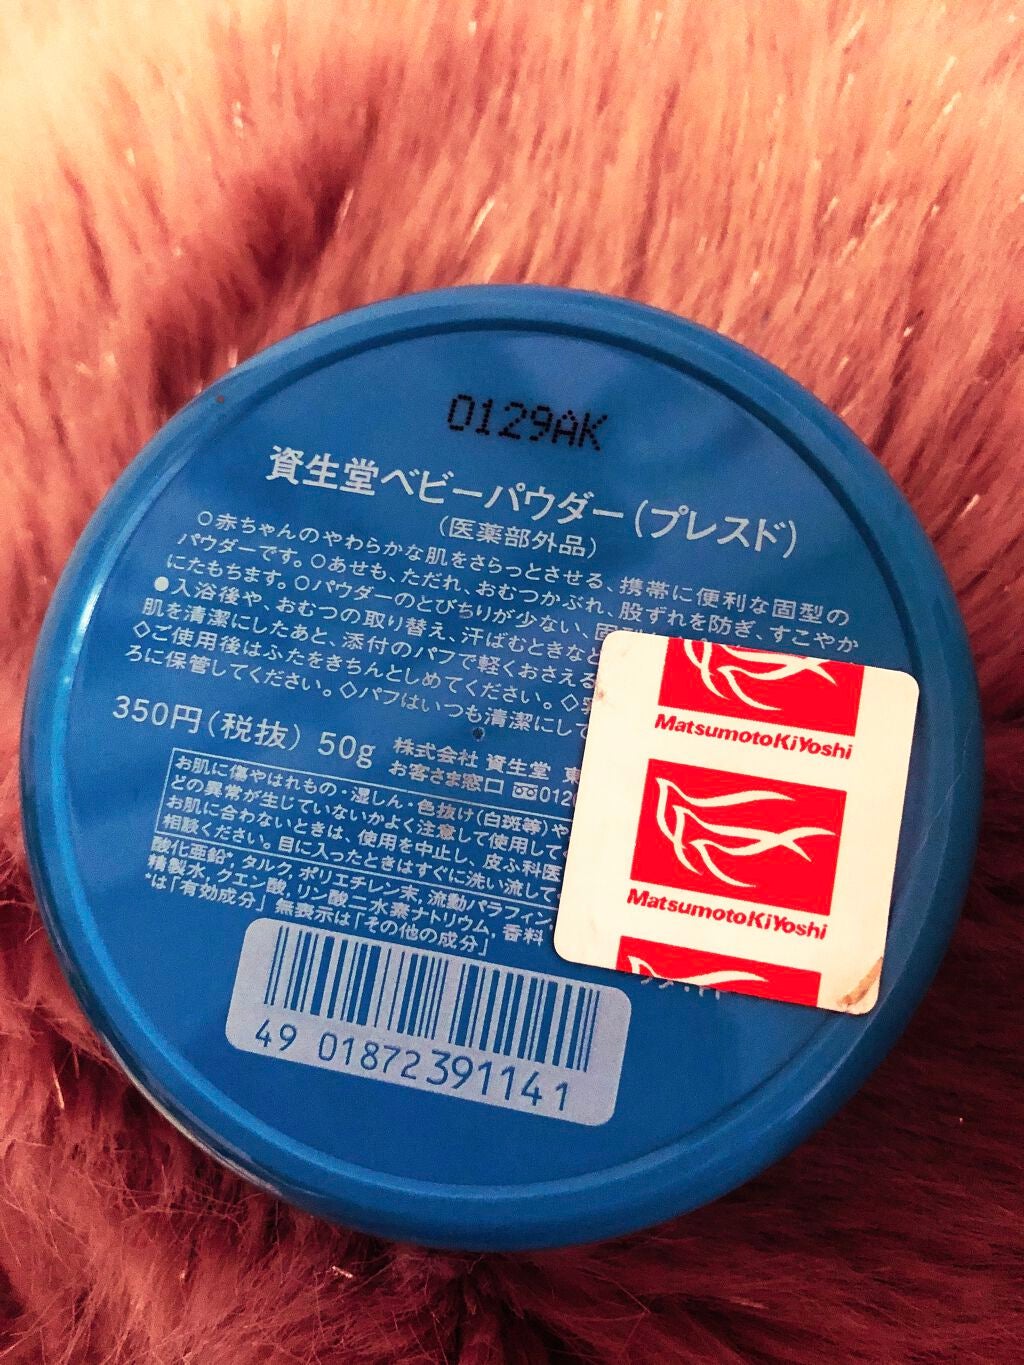 0129AK
資生堂ベビーパウダー(プレスド)
(医薬部外品)
○赤ちゃんのやわらかな肌をさらっとさせる、携帯に便利な固型の
パウダーです。○あせも、ただれ、おむつかぶれ、股ずれを防ぎ、すこやか
にたもちます。○パウダーのとびちりが少ない、固
●入浴後や、おむつの取り替え、汗ばむときなど
肌を清潔にしたあと、添付のパフで軽くおさえる
◇ご使用後はふたをきちんとしめてください。◇
ろに保管してください。◇パフはいつも清潔にして
350円(税抜) 50g
株式会社 資生堂 東
お客さま窓口 012
お肌に傷やはれもの・湿しん・色抜け(白斑等)や
どの異常が生じていないかよく注意して使用して
お肌に合わないときは、使用を中止し、皮ふ科医
相談ください。目に入ったときはすぐに洗い流して
酸化亜鉛*, タルク, ポリエチレン末, 流動パラフィン,
精製水, クエン酸, リン酸ニ水素ナトリウム, 香料
*は「有効成分」無表示は「その他の成分」
49 01872 39114 1
MatsumotoKiYoshi
MatsumotoKiYoshi